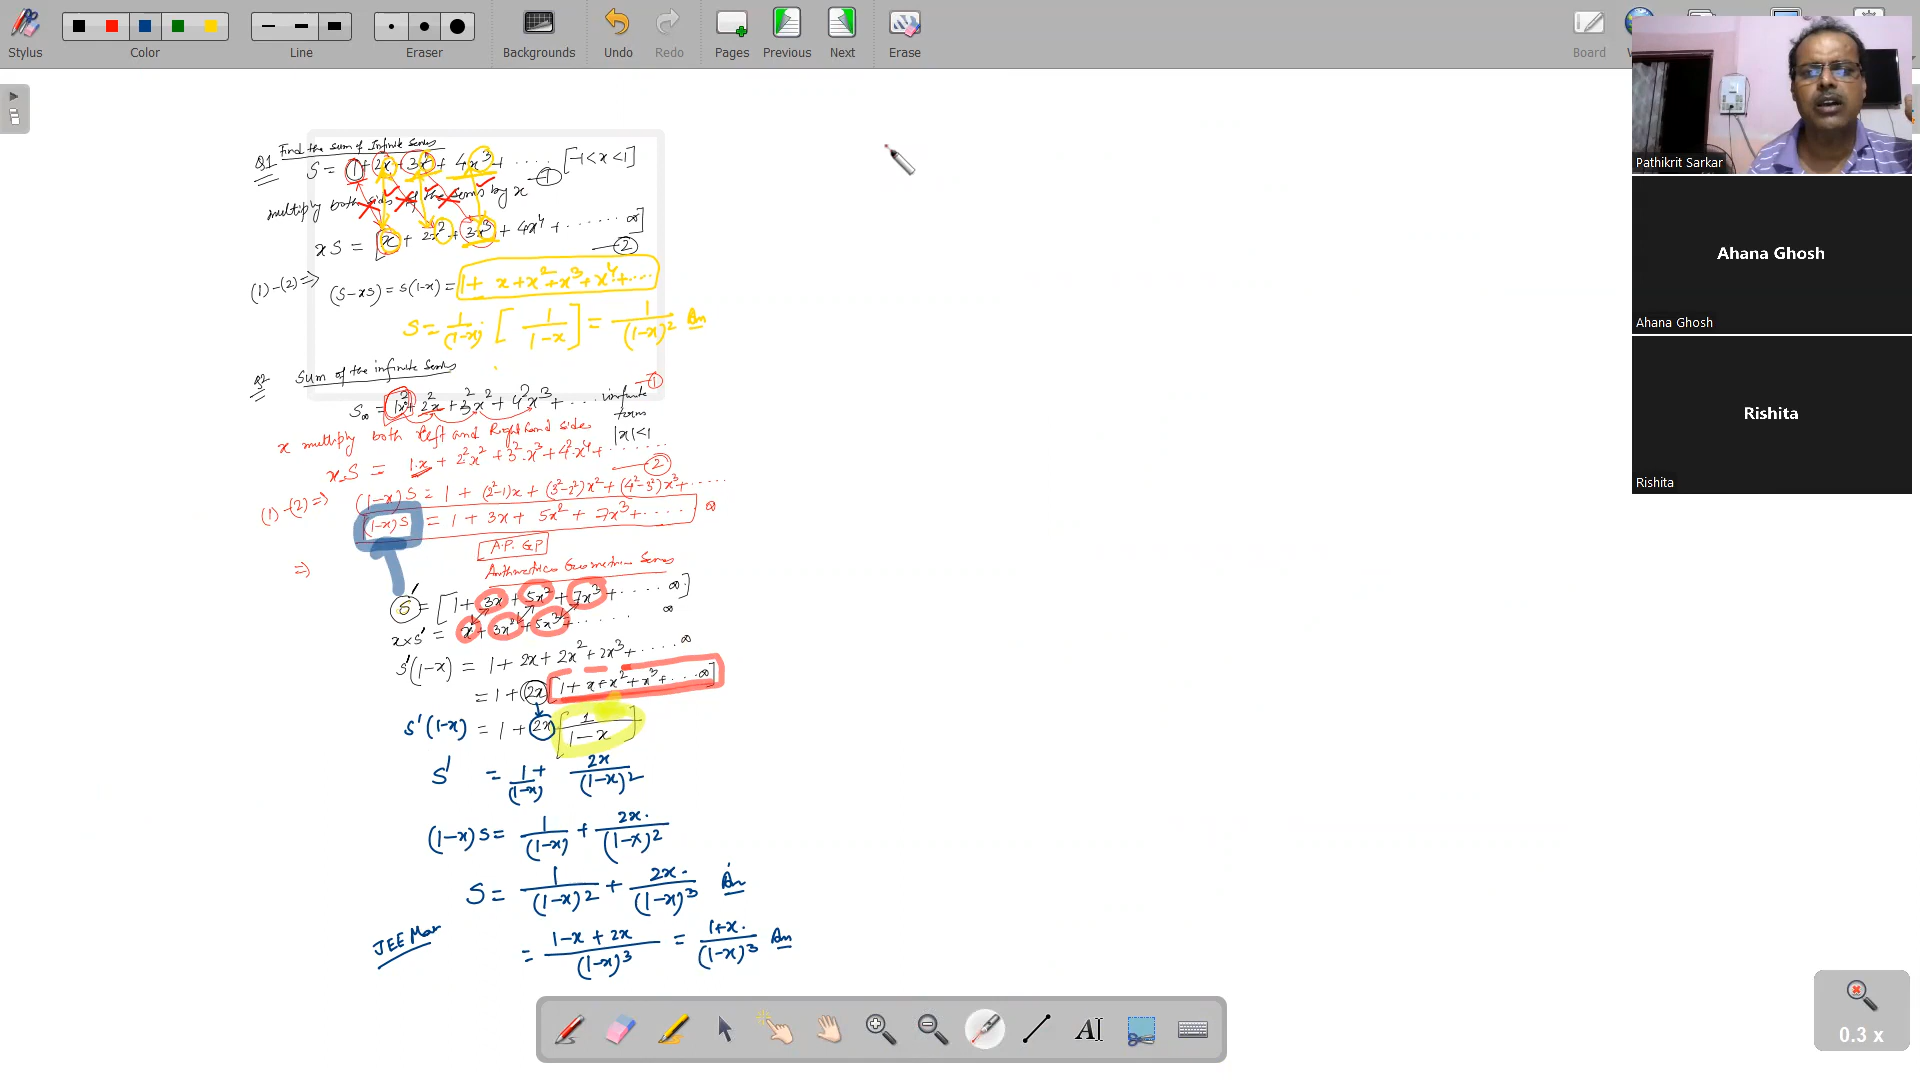 Stylus Color Line Eraser Backgrounds Undo Redo Pages Previous Next Erase Board
Q1 Find the sum of Infinite Series
S = 1 + 2x + 3x² + 4x³ + .... [-1<x<1] ①
multiply both sides of the series by x
xS = [x + 2x² + 3x³ + 4x⁴ + ...... ∞] ②
(1)-(2) ⇒ (S-xS) = S(1-x) = 1 + x + x² + x³ + x⁴ + ....
S = 1/(1-x) · [1/(1-x)] = 1/(1-x)² Ans
Q2 Sum of the infinite Series
S∞ = 1²x⁰ + 2²x + 3²x² + 4²x³ + ... infinite term ①
|x|<1
x multiply both left and Right hand sides
x.S = 1.x + 2²x² + 3².x³ + 4².x⁴ + ...... ②
(1)-(2) ⇒ (1-x)S = 1 + (2²-1)x + (3²-2²)x² + (4²-3²)x³ + .....
(1-x)S = 1 + 3x + 5x² + 7x³ + .... ∞
⇒ A.P. G.P
Arithmetico Geometric Series
S' = [1 + 3x + 5x² + 7x³ + .... ∞]
x × S' = x + 3x² + 5x³ + ...... ∞
S'(1-x) = 1 + 2x + 2x² + 2x³ + .... ∞
= 1 + 2x [1 + x + x² + x³ + ... ∞]
S'(1-x) = 1 + 2x [1/(1-x)]
S' = 1/(1-x) + 2x/(1-x)²
(1-x)S = 1/(1-x) + 2x/(1-x)²
S = 1/(1-x)² + 2x/(1-x)³ Ans
JEE Main
= (1-x+2x)/(1-x)³ = (1+x)/(1-x)³ Ans
Pathikrit Sarkar
Ahana Ghosh
Ahana Ghosh
Rishita
Rishita
0.3 x